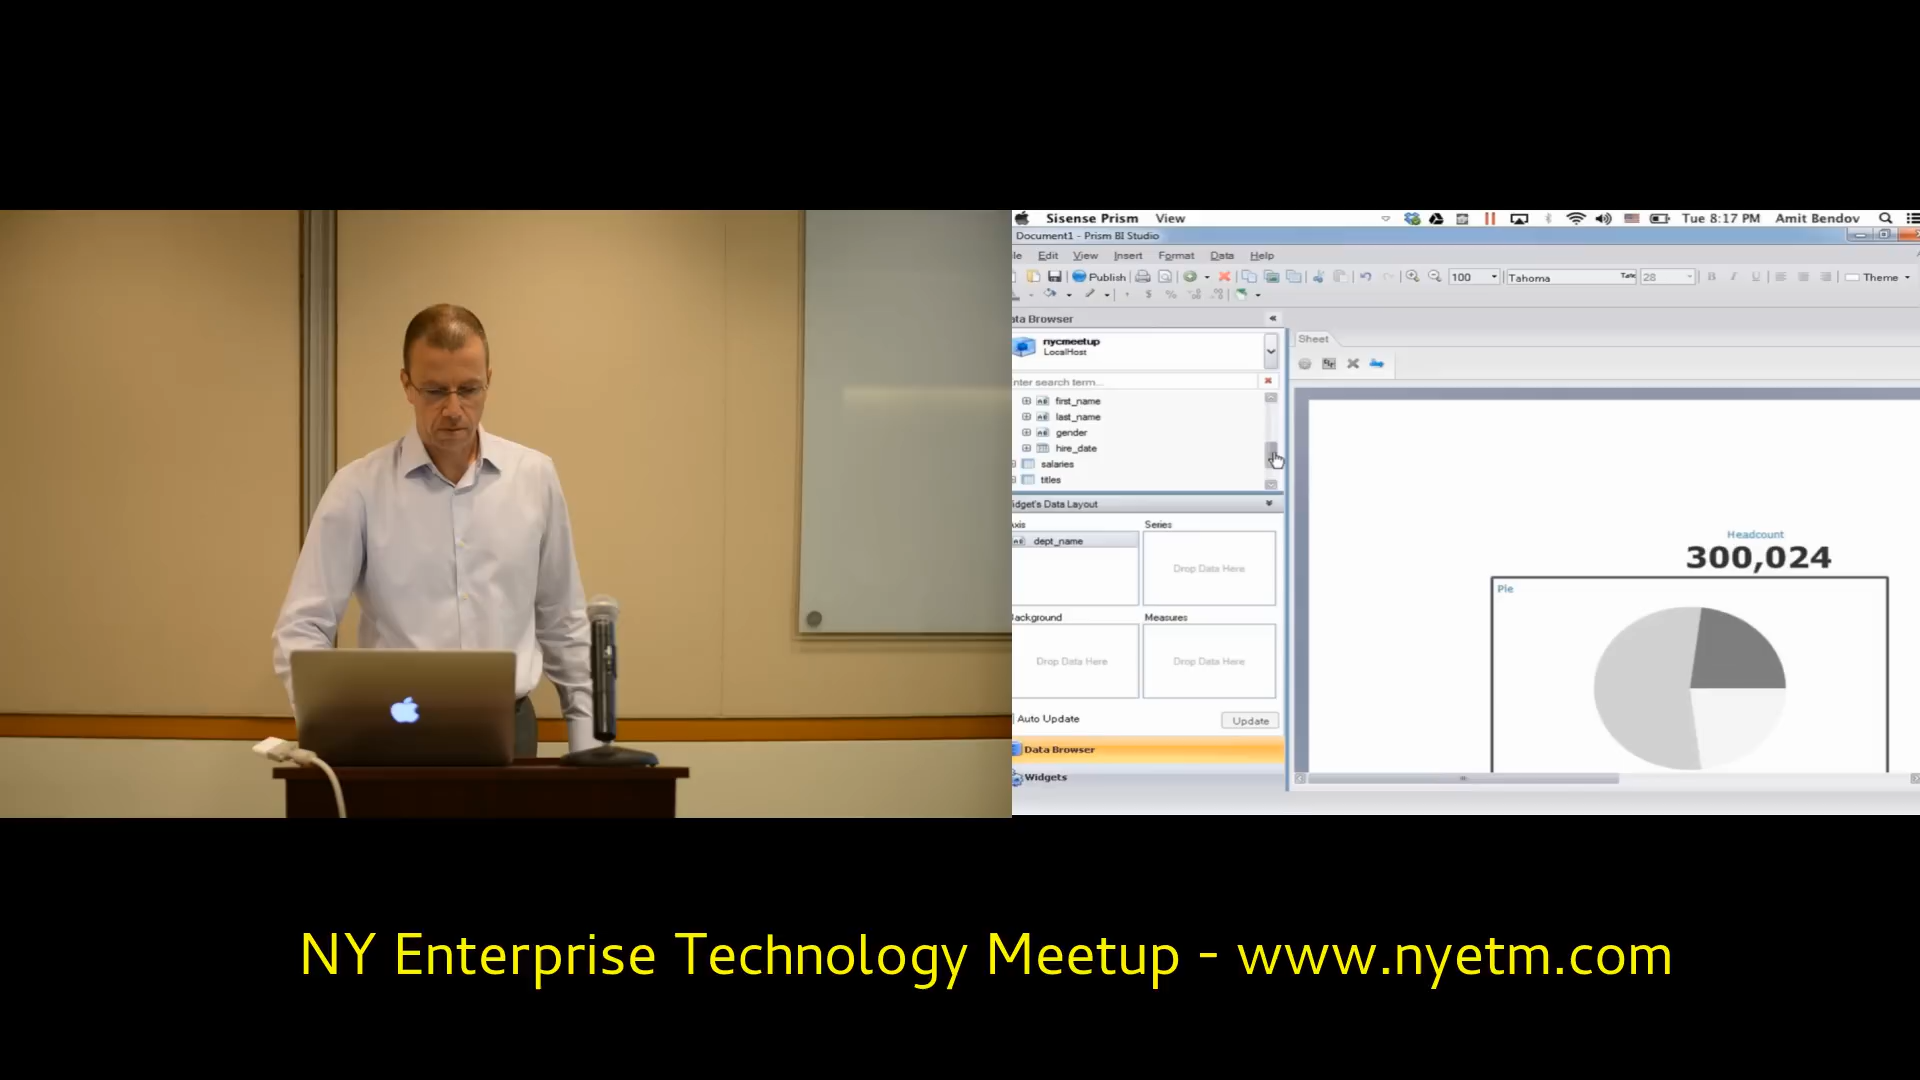 Sisense Prism View Tue 8:17 PM Amit Bendov
Document1 - Prism BI Studio
le Edit View Insert Format Data Help
Publish 100 Tahoma 28 B I U Theme
$ %
ata Browser
nycmeetup
LocalHost
nter search term...
first_name
last_name
gender
hire_date
salaries
titles
idget's Data Layout
xis Series
dept_name
Drop Data Here
ackground Measures
Drop Data Here Drop Data Here
Auto Update Update
Data Browser
Widgets
Sheet
Headcount
300,024
Pie
NY Enterprise Technology Meetup - www.nyetm.com